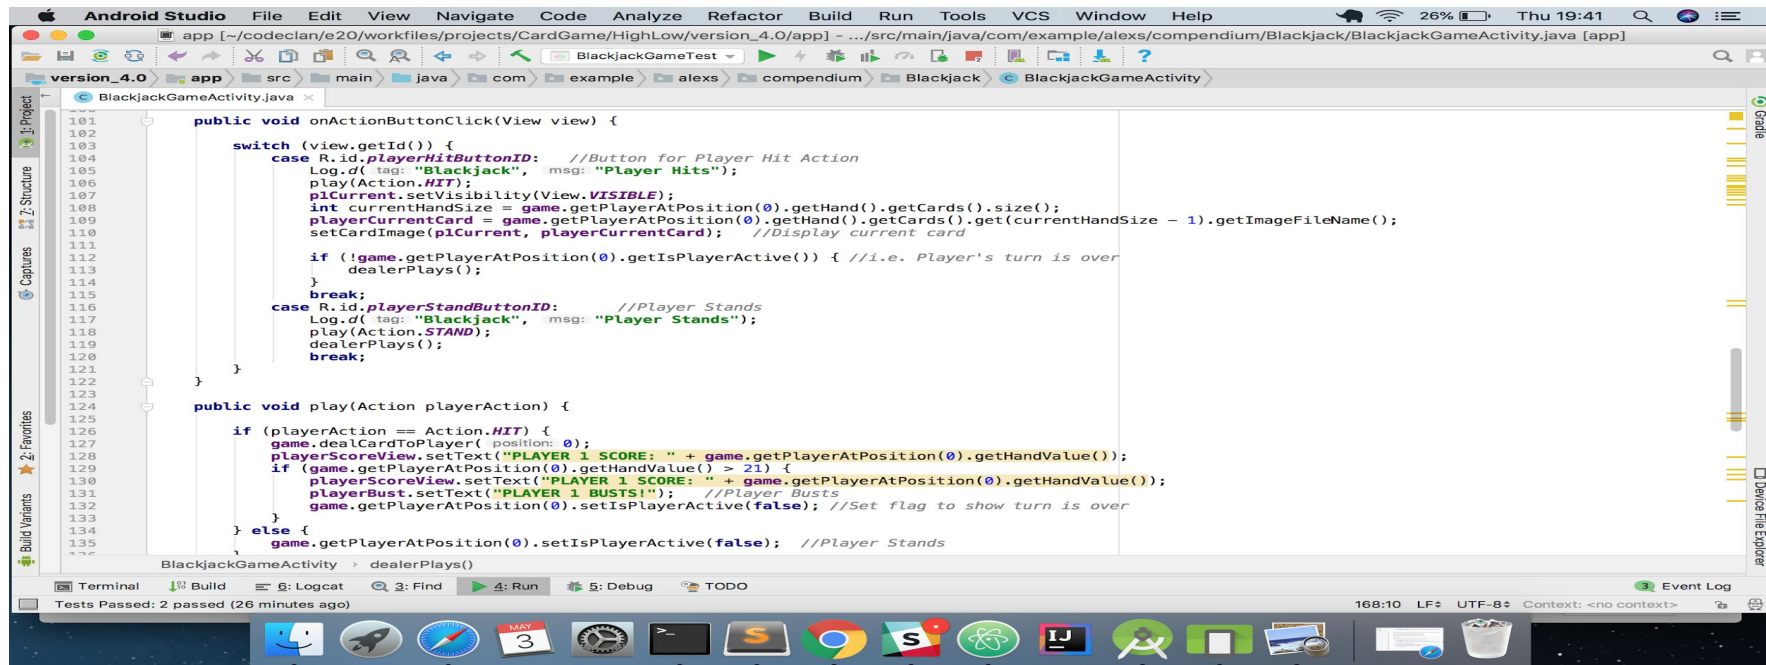 Android Studio File Edit View Navigate Code Analyze Refactor Build Run Tools VCS Window Help 26% Thu 19:41
app [~/codeclan/e20/workfiles/projects/CardGame/HighLow/version_4.0/app] - .../src/main/java/com/example/alexs/compendium/Blackjack/BlackjackGameActivity.java [app]
BlackjackGameTest
version_4.0 app src main java com example alexs compendium Blackjack BlackjackGameActivity
BlackjackGameActivity.java
1: Project
Z: Structure
Captures
2: Favorites
Build Variants
Gradle
Device File Explorer
101 public void onActionButtonClick(View view) {
102
103 switch (view.getId()) {
104 case R.id.playerHitButtonID: //Button for Player Hit Action
105 Log.d( tag: "Blackjack", msg: "Player Hits");
106 play(Action.HIT);
107 p1Current.setVisibility(View.VISIBLE);
108 int currentHandSize = game.getPlayerAtPosition(0).getHand().getCards().size();
109 playerCurrentCard = game.getPlayerAtPosition(0).getHand().getCards().get(currentHandSize - 1).getImageFileName();
110 setCardImage(p1Current, playerCurrentCard); //Display current card
111
112 if (!game.getPlayerAtPosition(0).getIsPlayerActive()) { //i.e. Player's turn is over
113 dealerPlays();
114 }
115 break;
116 case R.id.playerStandButtonID: //Player Stands
117 Log.d( tag: "Blackjack", msg: "Player Stands");
118 play(Action.STAND);
119 dealerPlays();
120 break;
121 }
122 }
123
124 public void play(Action playerAction) {
125
126 if (playerAction == Action.HIT) {
127 game.dealCardToPlayer( position: 0);
128 playerScoreView.setText("PLAYER 1 SCORE: " + game.getPlayerAtPosition(0).getHandValue());
129 if (game.getPlayerAtPosition(0).getHandValue() > 21) {
130 playerScoreView.setText("PLAYER 1 SCORE: " + game.getPlayerAtPosition(0).getHandValue());
131 playerBust.setText("PLAYER 1 BUSTS!"); //Player Busts
132 game.getPlayerAtPosition(0).setIsPlayerActive(false); //Set flag to show turn is over
133 }
134 } else {
135 game.getPlayerAtPosition(0).setIsPlayerActive(false); //Player Stands
BlackjackGameActivity > dealerPlays()
Terminal Build 6: Logcat 3: Find 4: Run 5: Debug TODO 3 Event Log
Tests Passed: 2 passed (26 minutes ago) 168:10 LF UTF-8 Context: <no context>
MAY
3
S
S
IJ